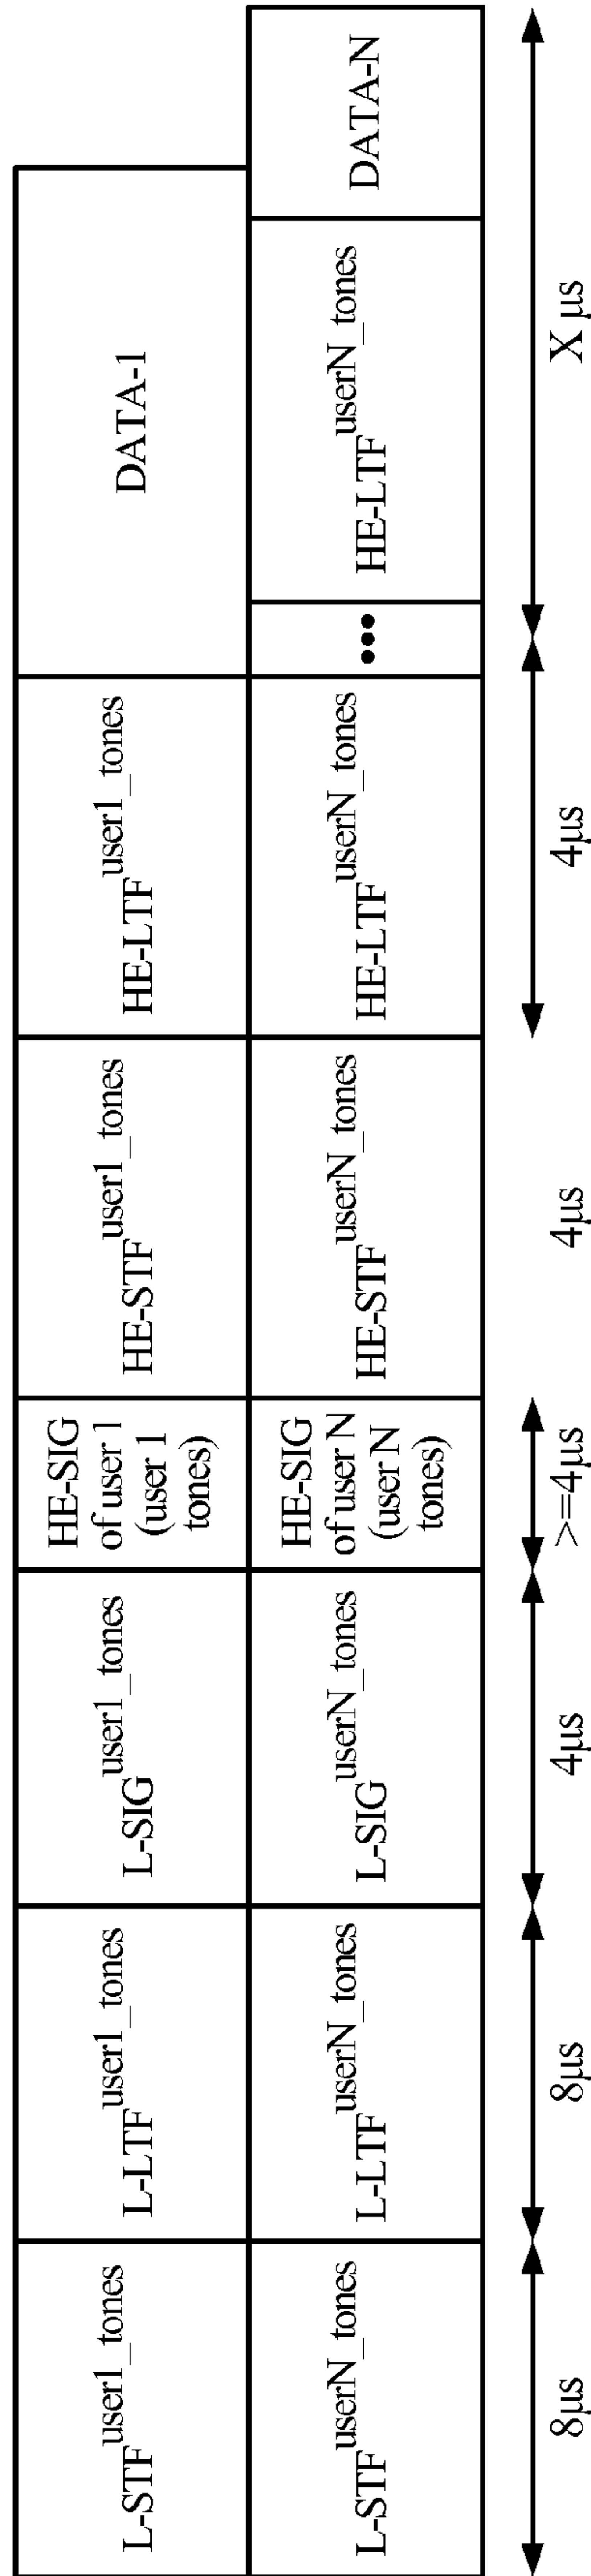 L-STF^user1_tones
L-LTF^user1_tones
L-SIG^user1_tones
HE-SIG
of user 1
(user 1
tones)
HE-STF^user1_tones
HE-LTF^user1_tones
DATA-1
L-STF^userN_tones
L-LTF^userN_tones
L-SIG^userN_tones
HE-SIG
of user N
(user N
tones)
HE-STF^userN_tones
HE-LTF^userN_tones
•••
HE-LTF^userN_tones
DATA-N
8µs
8µs
4µs
>=4µs
4µs
4µs
X µs